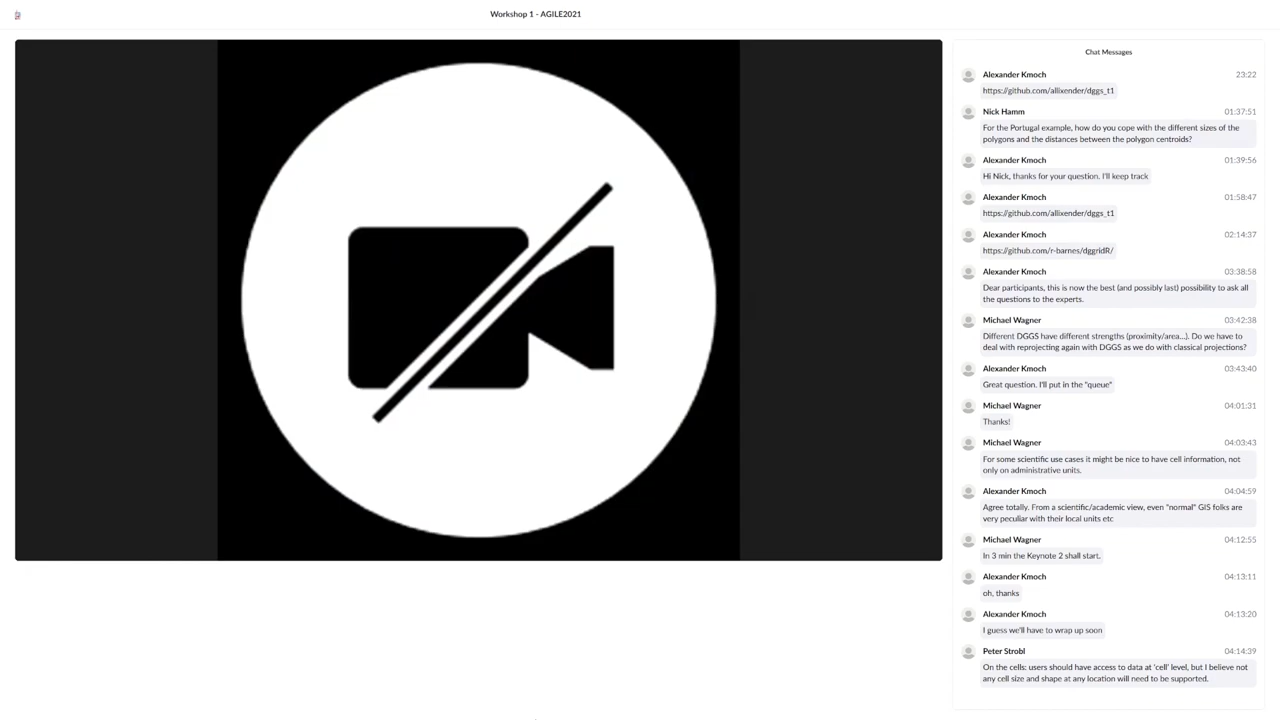 Workshop 1 - AGILE2021
Chat Messages
Alexander Kmoch 23:22
https://github.com/allixender/dggs_t1
Nick Hamm 01:37:51
For the Portugal example, how do you cope with the different sizes of the
polygons and the distances between the polygon centroids?
Alexander Kmoch 01:39:56
Hi Nick, thanks for your question. I'll keep track
Alexander Kmoch 01:58:47
https://github.com/allixender/dggs_t1
Alexander Kmoch 02:14:37
https://github.com/r-barnes/dggridR/
Alexander Kmoch 03:38:58
Dear participants, this is now the best (and possibly last) possibility to ask all
the questions to the experts.
Michael Wagner 03:42:38
Different DGGS have different strengths (proximity/area...). Do we have to
deal with reprojecting again with DGGS as we do with classical projections?
Alexander Kmoch 03:43:40
Great question. I'll put in the "queue"
Michael Wagner 04:01:31
Thanks!
Michael Wagner 04:03:43
For some scientific use cases it might be nice to have cell information, not
only on administrative units.
Alexander Kmoch 04:04:59
Agree totally. From a scientific/academic view, even "normal" GIS folks are
very peculiar with their local units etc
Michael Wagner 04:12:55
In 3 min the Keynote 2 shall start.
Alexander Kmoch 04:13:11
oh, thanks
Alexander Kmoch 04:13:20
I guess we'll have to wrap up soon
Peter Strobl 04:14:39
On the cells: users should have access to data at 'cell' level, but I believe not
any cell size and shape at any location will need to be supported.